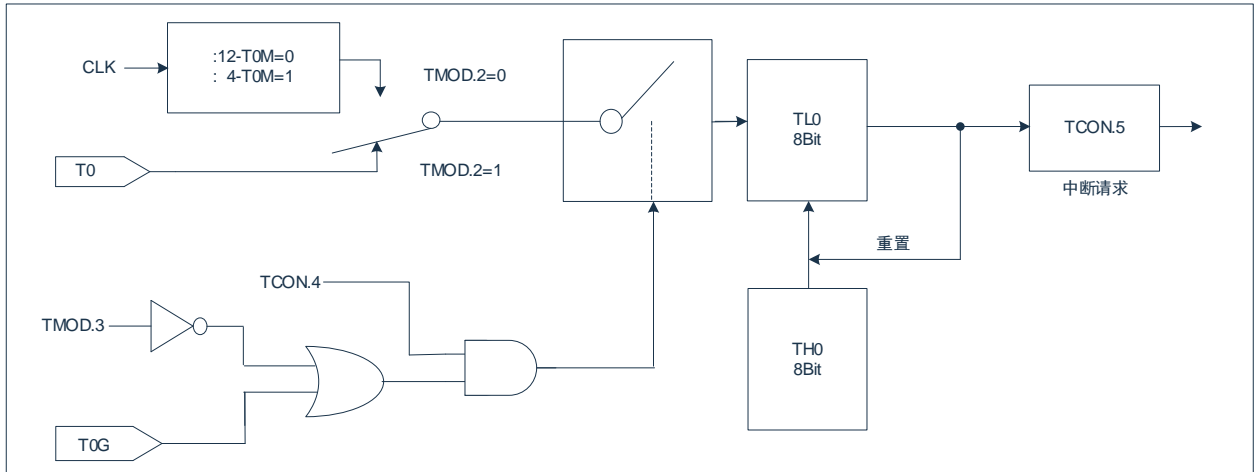 :12-T0M=0
: 4-T0M=1
CLK
TMOD.2=0
TMOD.2=1
T0
TL0
8Bit
TCON.5
中断请求
重置
TCON.4
TMOD.3
TH0
8Bit
T0G